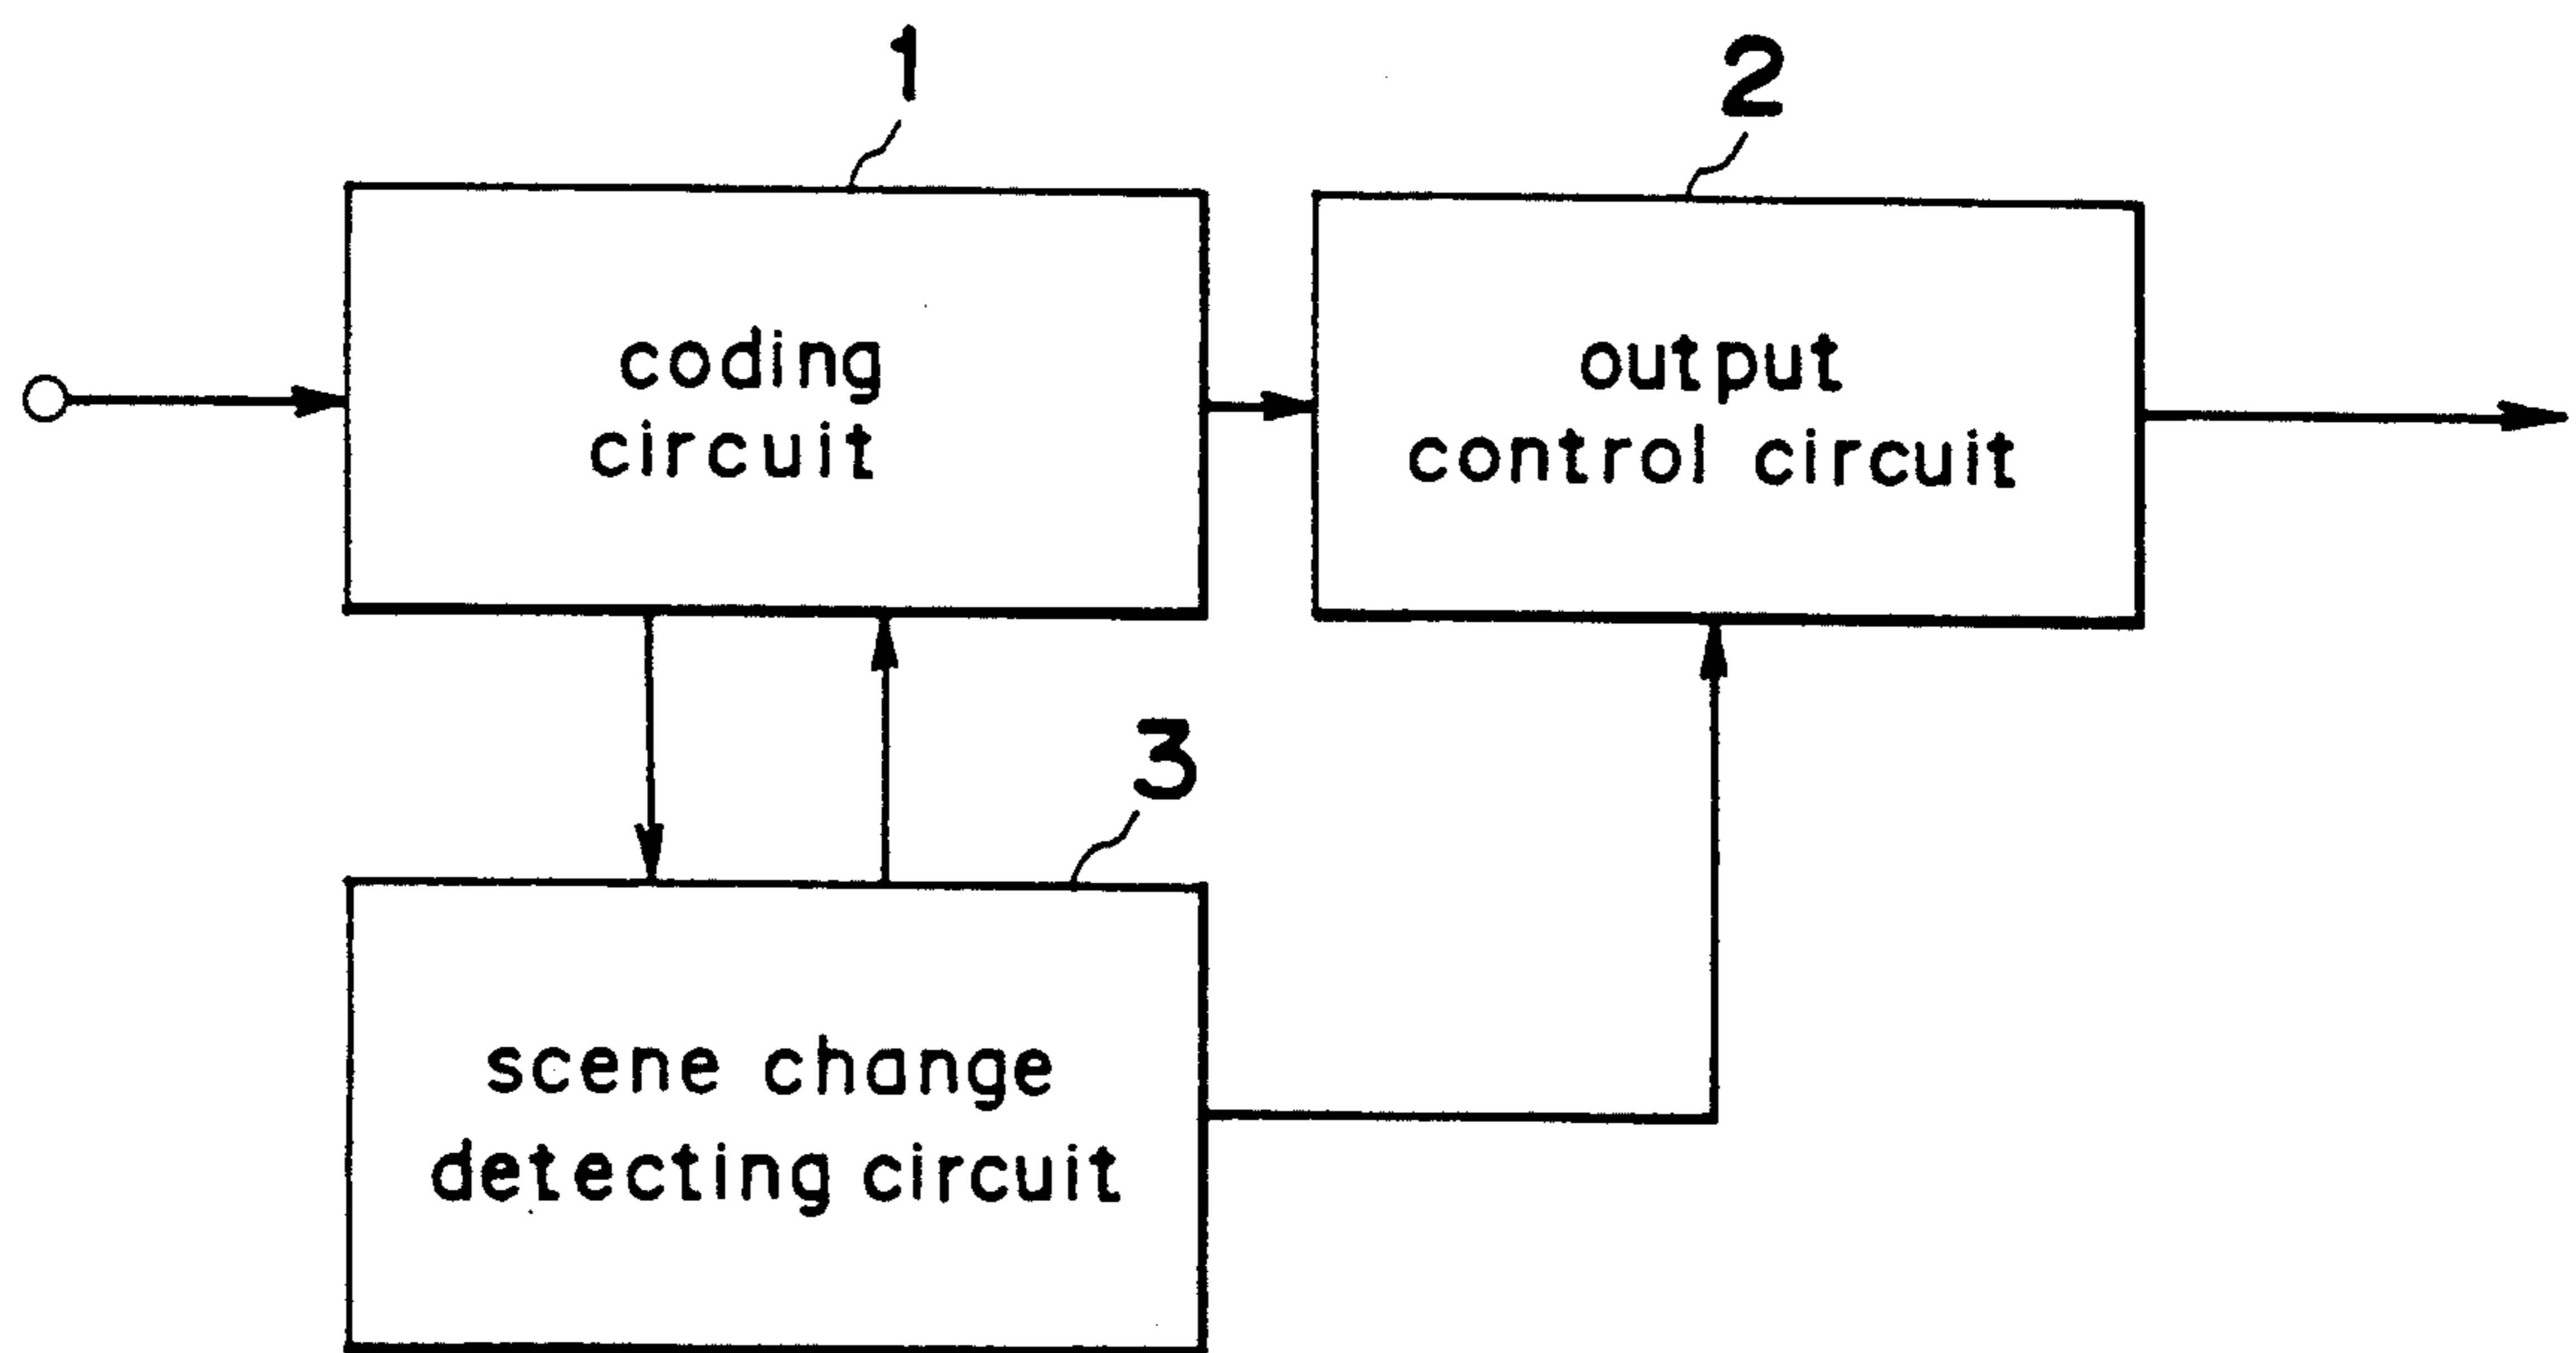 1
2
coding
circuit
output
control circuit
3
scene change
detecting circuit